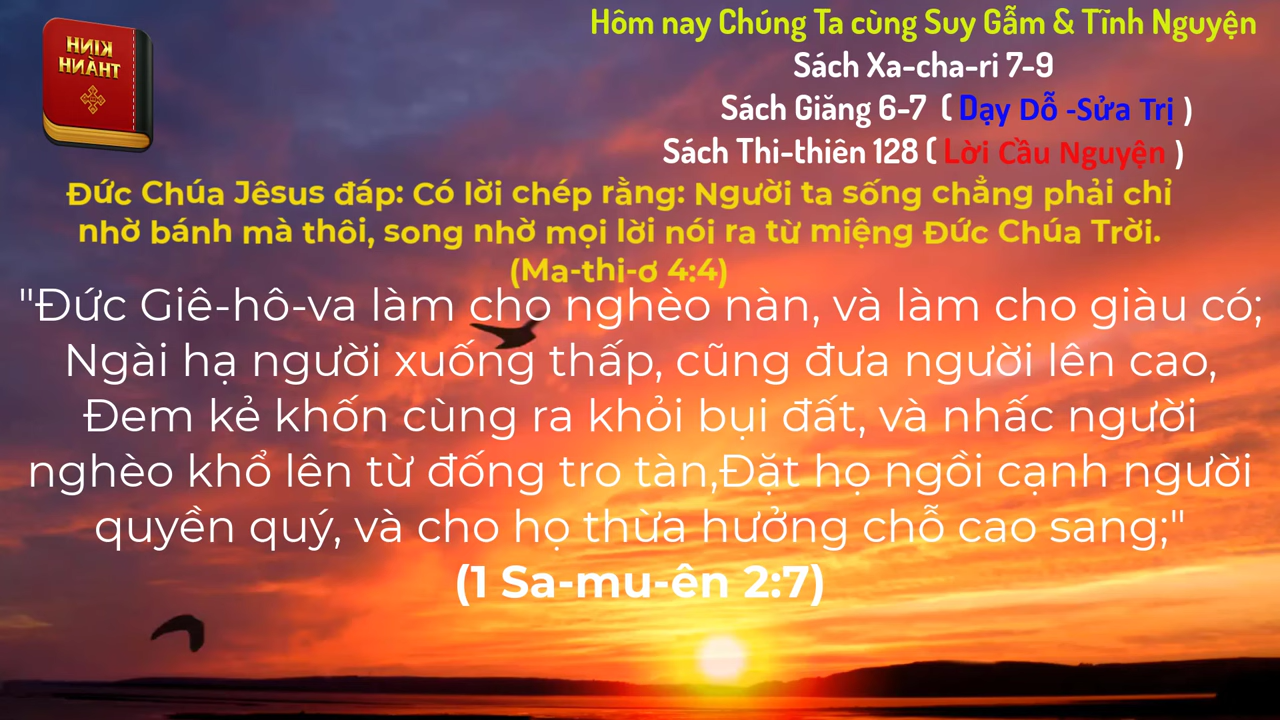 KINH
THÀNH
Hôm nay Chúng Ta cùng Suy Gẫm & Tĩnh Nguyện
Sách Xa-cha-ri 7-9
Sách Giăng 6-7 ( Dạy Dỗ -Sửa Trị )
Sách Thi-thiên 128 ( Lời Cầu Nguyện )
Đức Chúa Jêsus đáp: Có lời chép rằng: Người ta sống chẳng phải chỉ
nhờ bánh mà thôi, song nhờ mọi lời nói ra từ miệng Đức Chúa Trời.
(Ma-thi-ơ 4:4)
"Đức Giê-hô-va làm cho nghèo nàn, và làm cho giàu có;
Ngài hạ người xuống thấp, cũng đưa người lên cao,
Đem kẻ khốn cùng ra khỏi bụi đất, và nhấc người
nghèo khổ lên từ đống tro tàn,Đặt họ ngồi cạnh người
quyền quý, và cho họ thừa hưởng chỗ cao sang;"
(1 Sa-mu-ên 2:7)